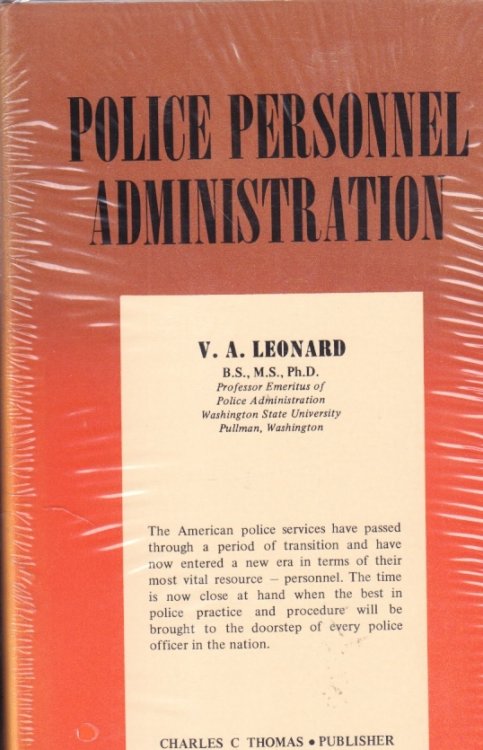 POLICE PERSONNEL
ADMINISTRATION
V. A. LEONARD
B.S., M.S., Ph.D.
Professor Emeritus of
Police Administration
Washington State University
Pullman, Washington
The American police services have passed
through a period of transition and have
now entered a new era in terms of their
most vital resource — personnel. The time
is now close at hand when the best in
police practice and procedure will be
brought to the doorstep of every police
officer in the nation.
CHARLES C THOMAS • PUBLISHER